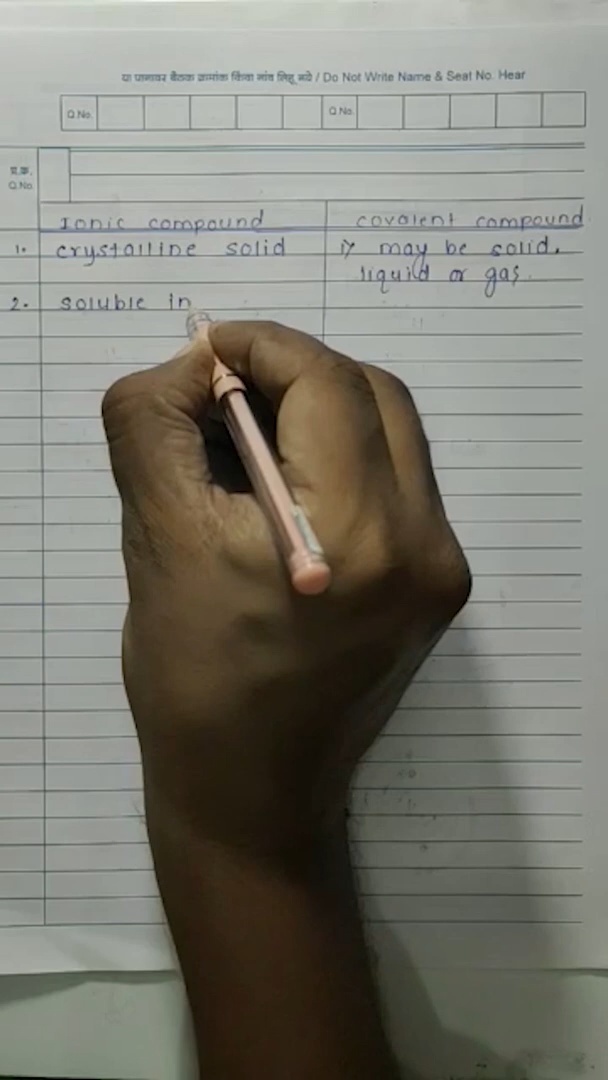 या पानावर बैठक क्रमांक किंवा नांव लिहू नये / Do Not Write Name & Seat No. Hear
Q.No. Q.No.
प्र.क्र.
Q.No
Ionic compound covalent compound
1. crystalline solid it may be solid,
liquid or gas.
2. soluble in